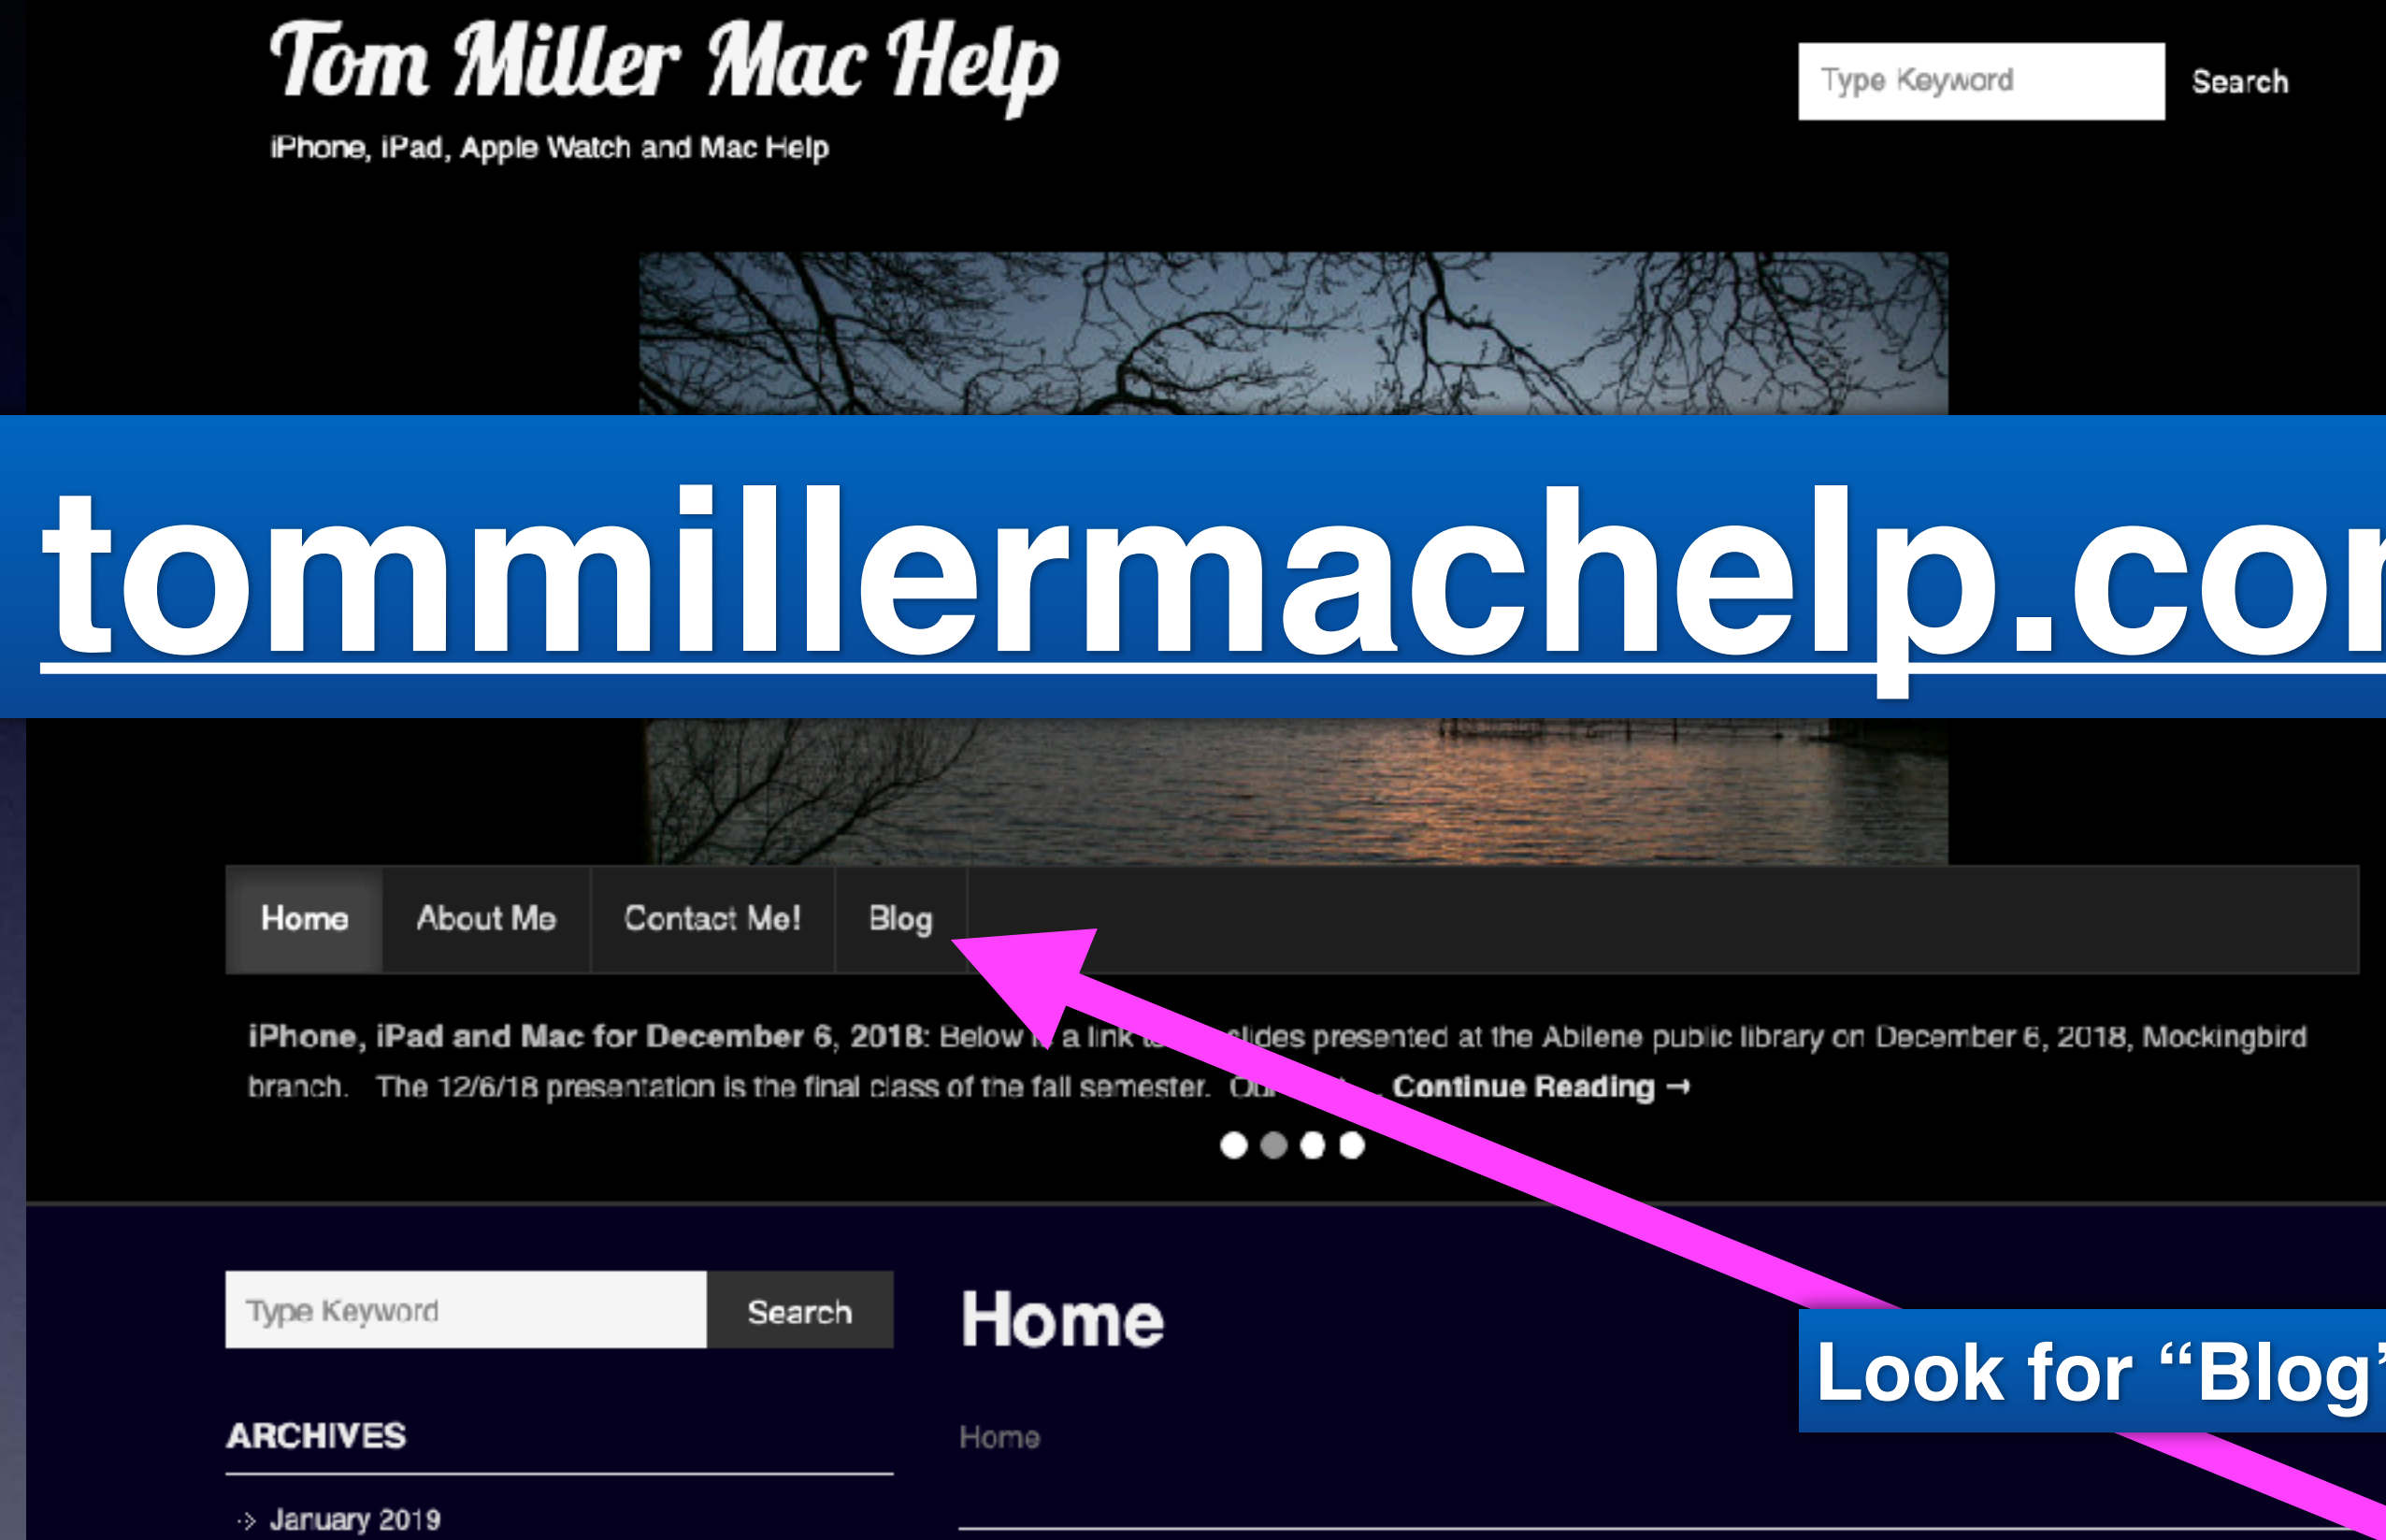 Tom Miller Mac Help
Type Keyword Search
iPhone, iPad, Apple Watch and Mac Help
tommillermachelp.co
Home About Me Contact Me! Blog
iPhone, iPad and Mac for December 6, 2018: Below a link slides presented at the Abilene public library on December 6, 2018, Mockingbird
branch. The 12/6/18 presentation is the final class of the fall semester. Continue Reading →
Type Keyword Search
Home
Look for “Blog”
ARCHIVES
Home
January 2019